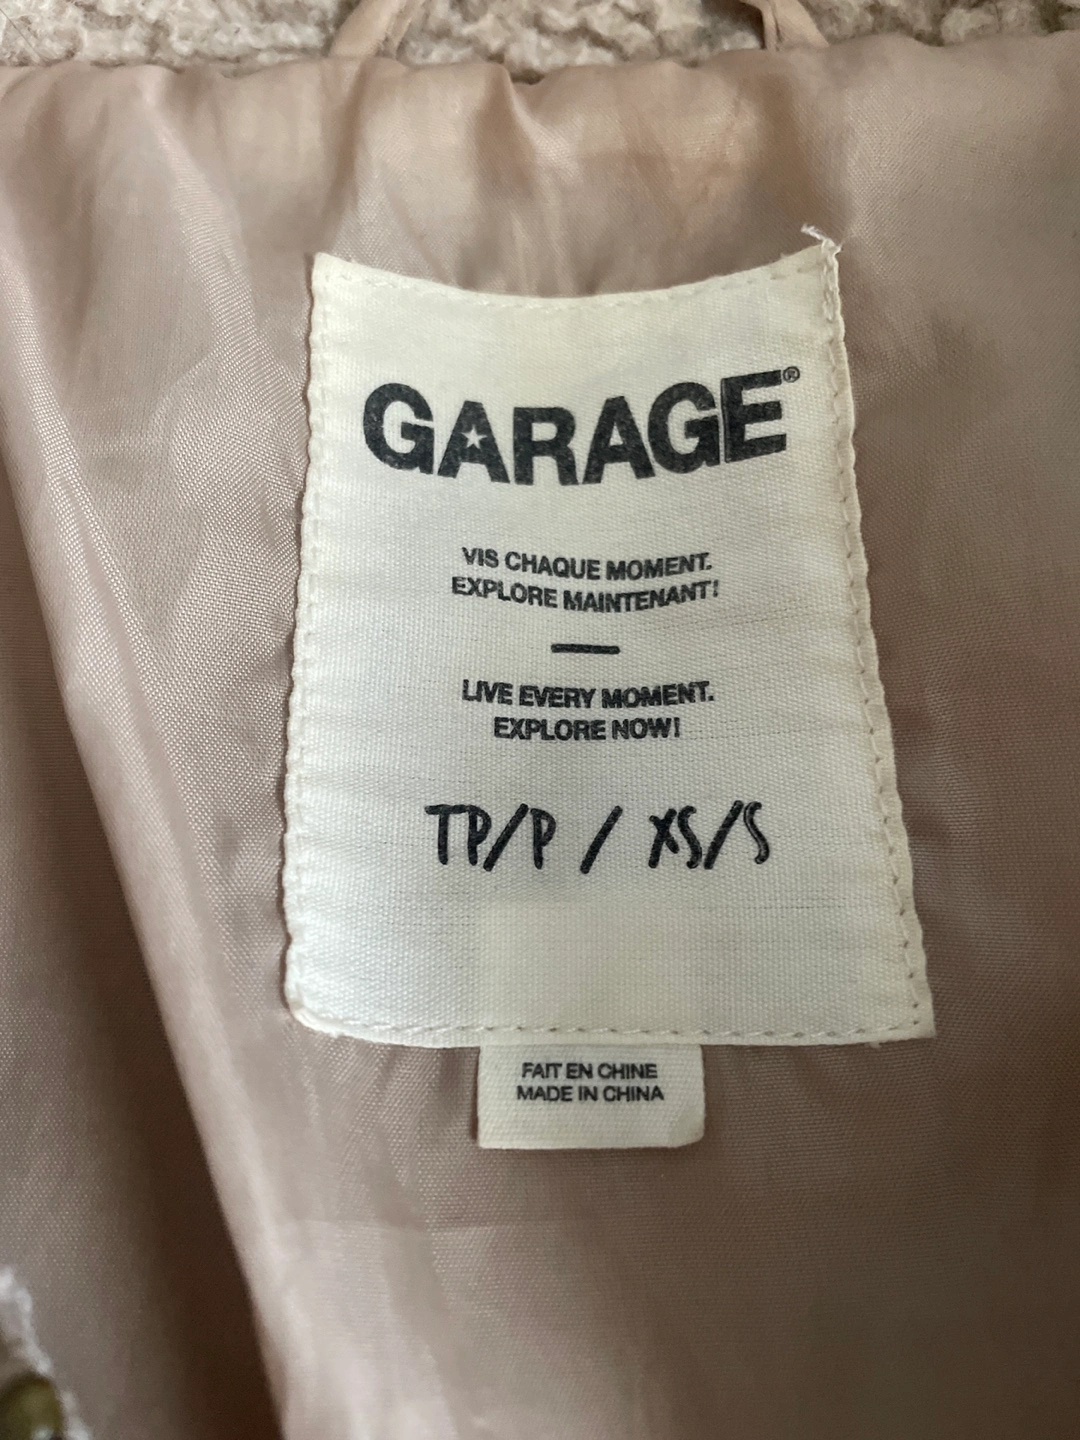 GARAGE®
VIS CHAQUE MOMENT.
EXPLORE MAINTENANT!
LIVE EVERY MOMENT.
EXPLORE NOW!
TP/P / XS/S
FAIT EN CHINE
MADE IN CHINA